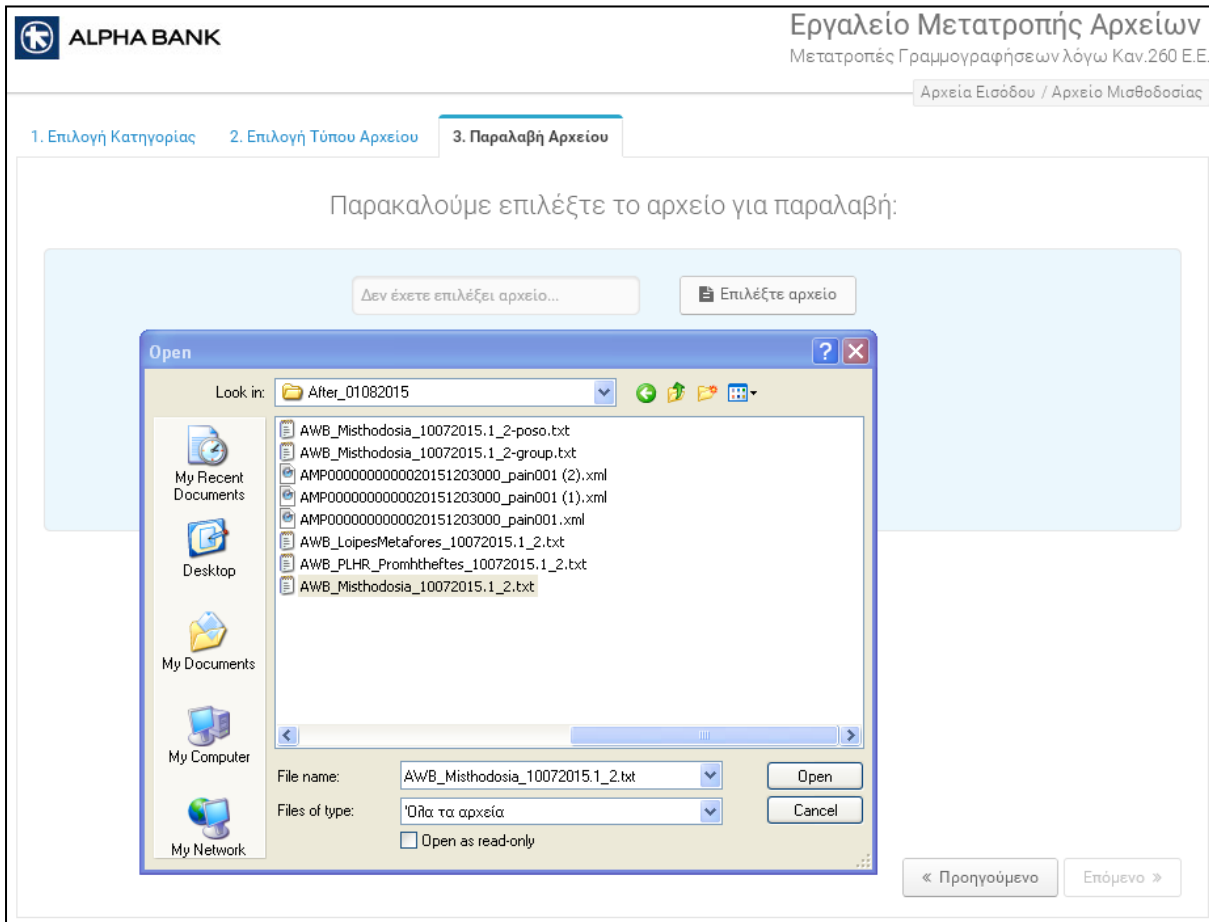 ALPHA BANK
Εργαλείο Μετατροπής Αρχείων
Μετατροπές Γραμμογραφήσεων λόγω Καν.260 Ε.Ε.
Αρχεία Εισόδου / Αρχείο Μισθοδοσίας
1. Επιλογή Κατηγορίας 2. Επιλογή Τύπου Αρχείου 3. Παραλαβή Αρχείου
Παρακαλούμε επιλέξτε το αρχείο για παραλαβή:
Δεν έχετε επιλέξει αρχείο... Επιλέξτε αρχείο
Open
Look in: After_01082015
AWB_Misthodosia_10072015.1_2-poso.txt
AWB_Misthodosia_10072015.1_2-group.txt
AMP0000000000020151203000_pain001 (2).xml
AMP0000000000020151203000_pain001 (1).xml
AMP0000000000020151203000_pain001.xml
AWB_LoipesMetafores_10072015.1_2.txt
AWB_PLHR_Promhtheftes_10072015.1_2.txt
AWB_Misthodosia_10072015.1_2.txt
My Recent
Documents
Desktop
My Documents
My Computer
My Network
File name: AWB_Misthodosia_10072015.1_2.txt Open
Files of type: Όλα τα αρχεία Cancel
Open as read-only
« Προηγούμενο Επόμενο »